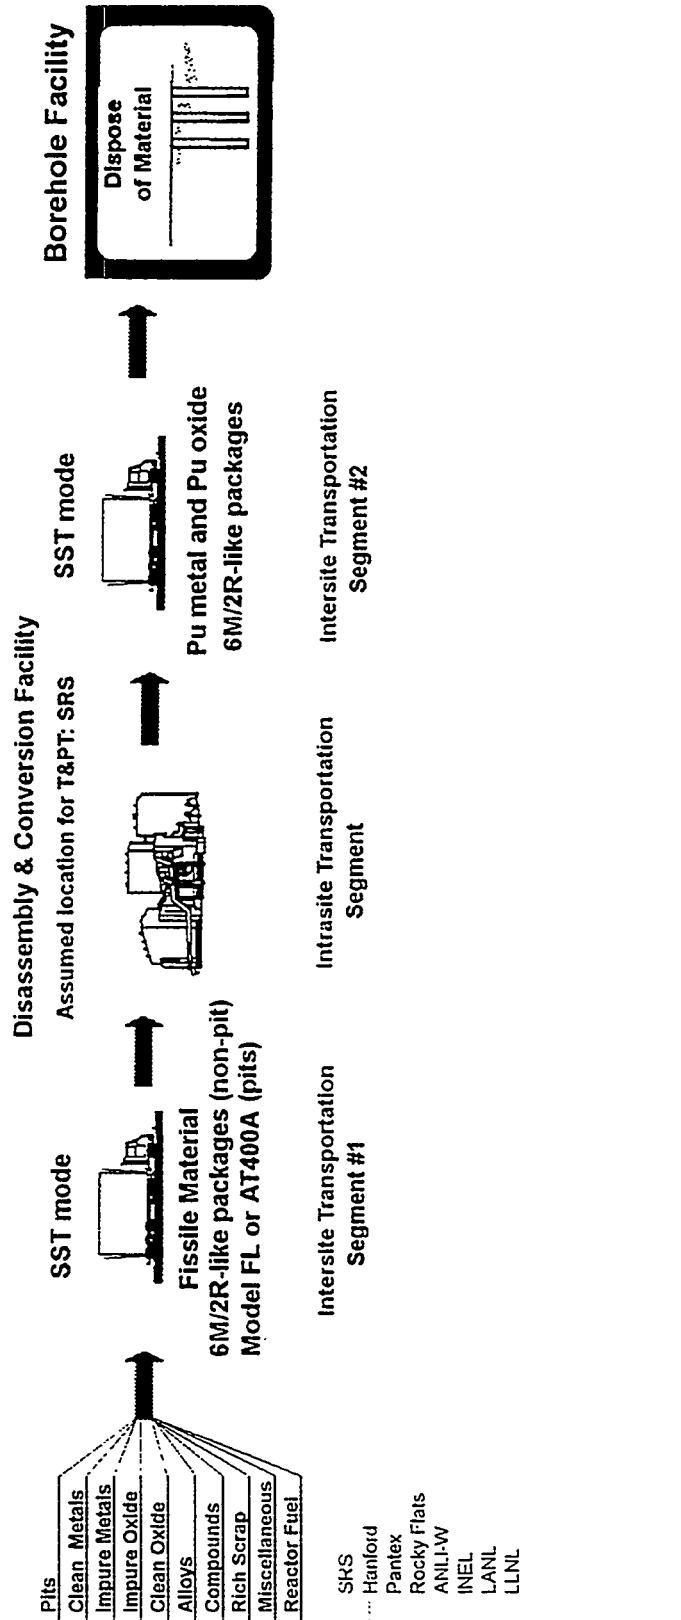 Pits
Clean Metals
Impure Metals
Impure Oxide
Clean Oxide
Alloys
Compounds
Rich Scrap
Miscellaneous
Reactor Fuel
SRS
Hanford
Pantex
Rocky Flats
ANLI-W
INEL
LANL
LLNL
SST mode
Fissile Material
6M/2R-like packages (non-pit)
Model FL or AT400A (pits)
Intersite Transportation
Segment #1
Disassembly & Conversion Facility
Assumed location for T&PT: SRS
Intrasite Transportation
Segment
SST mode
Pu metal and Pu oxide
6M/2R-like packages
Intersite Transportation
Segment #2
Borehole Facility
Dispose
of Material